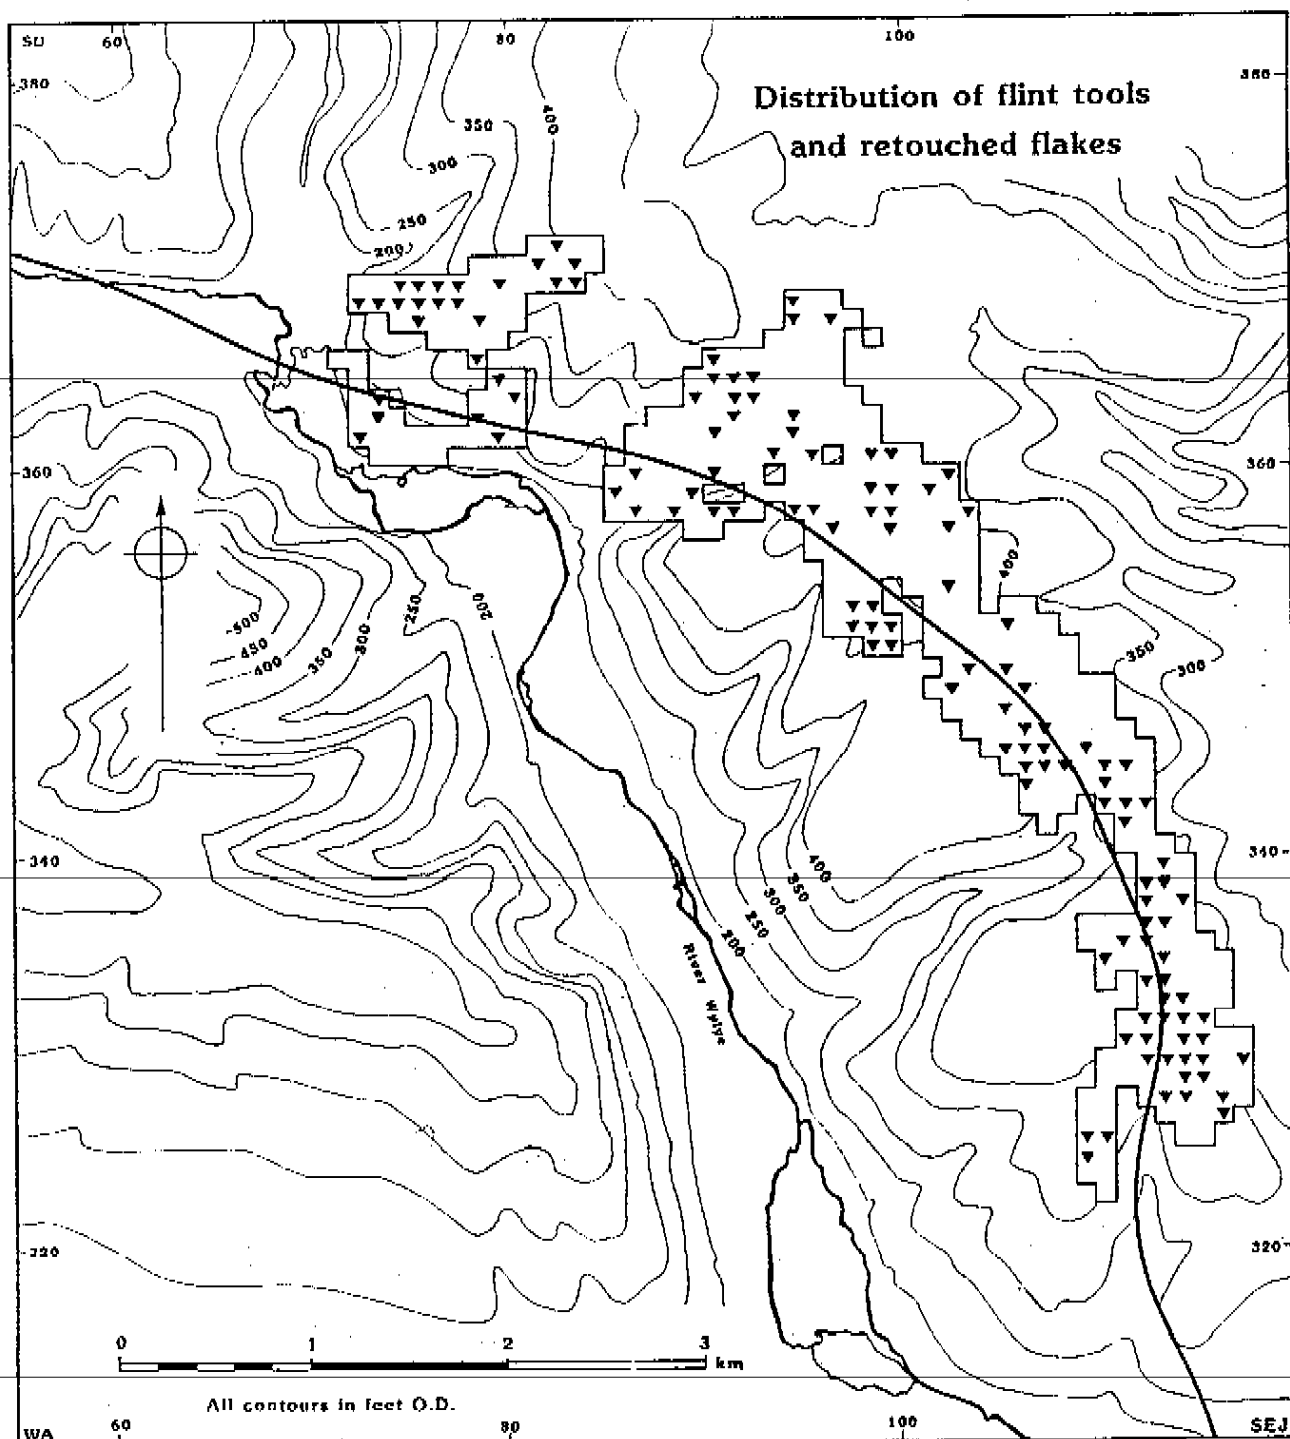 SU 60 80 100
380 380
Distribution of flint tools
and retouched flakes
350 400
300
250
200
360 360
400
500
450
400
350
300
250
200
350
300
340 340
400
350
300
250
200
River Wylye
320 320
0 1 2 3
km
All contours in feet O.D.
WA 60 80 100 SEJ